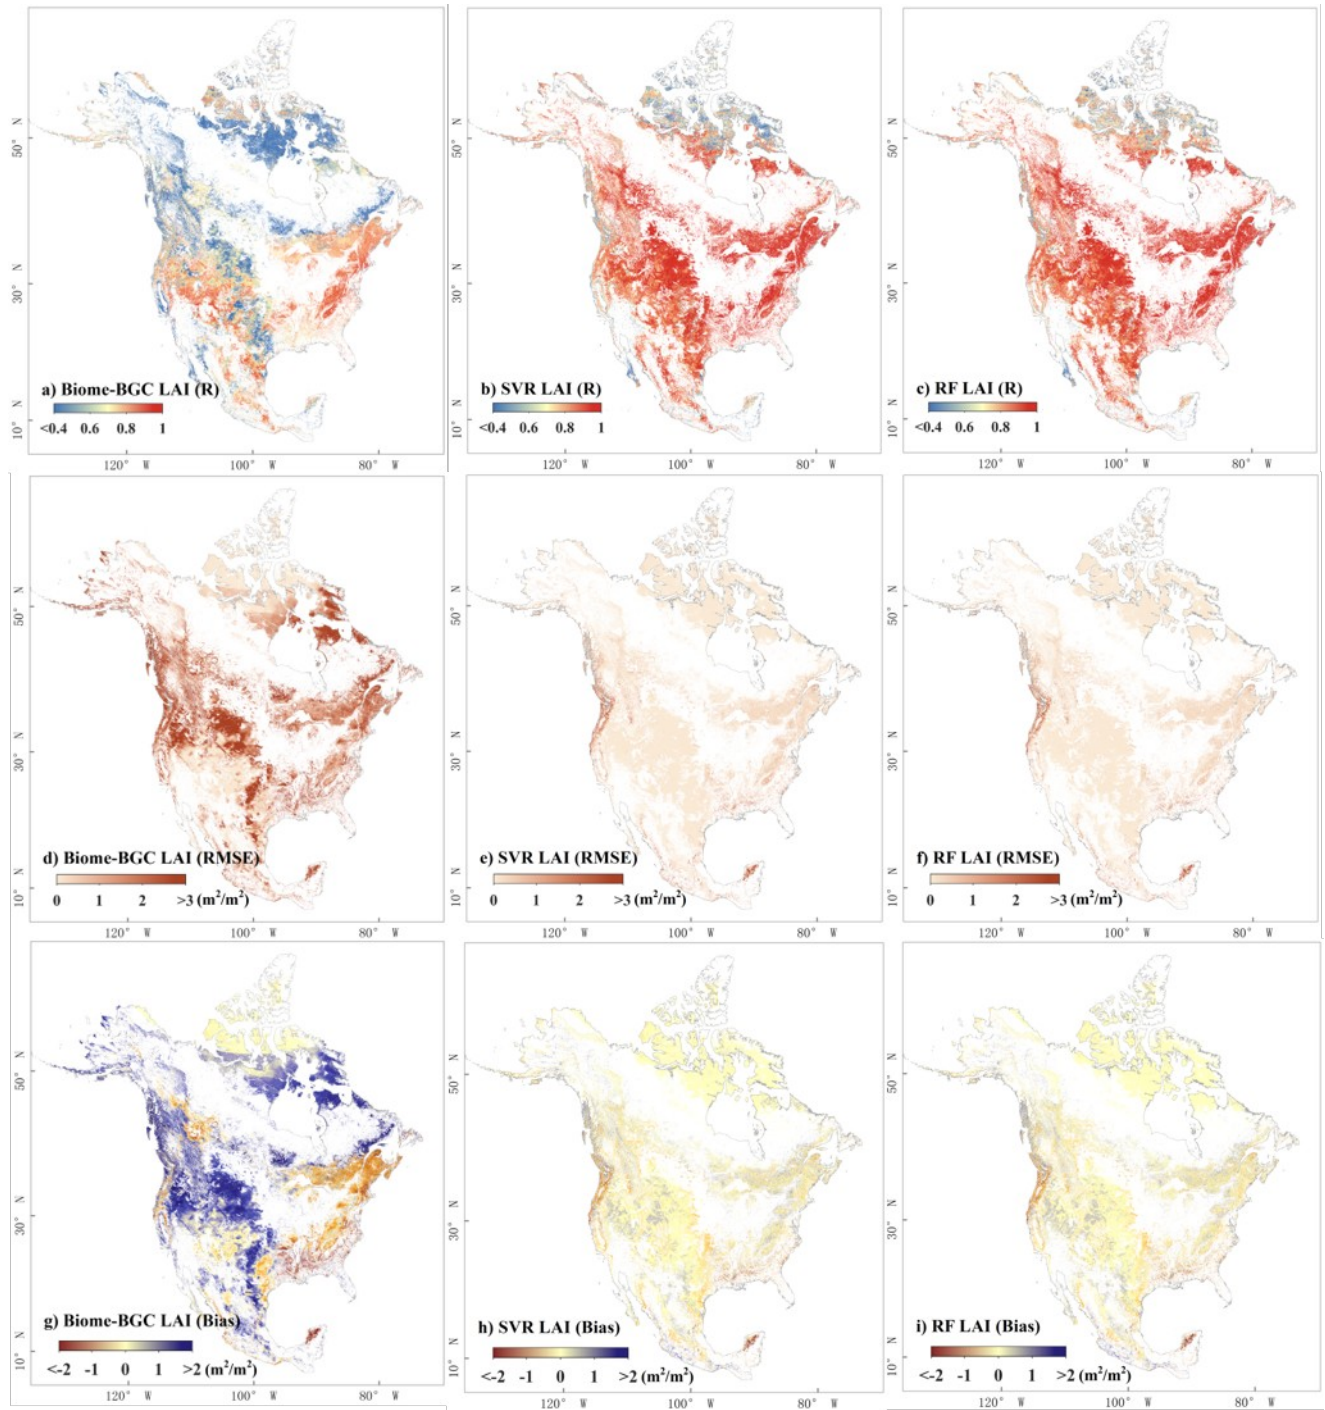 50° N
30° N
10° N
a) Biome-BGC LAI (R)
<0.4 0.6 0.8 1
120° W 100° W 80° W
50° N
30° N
10° N
b) SVR LAI (R)
<0.4 0.6 0.8 1
120° W 100° W 80° W
50° N
30° N
10° N
c) RF LAI (R)
<0.4 0.6 0.8 1
120° W 100° W 80° W
50° N
30° N
10° N
d) Biome-BGC LAI (RMSE)
0 1 2 >3 (m²/m²)
120° W 100° W 80° W
50° N
30° N
10° N
e) SVR LAI (RMSE)
0 1 2 >3 (m²/m²)
120° W 100° W 80° W
50° N
30° N
10° N
f) RF LAI (RMSE)
0 1 2 >3 (m²/m²)
120° W 100° W 80° W
50° N
30° N
10° N
g) Biome-BGC LAI (Bias)
<-2 -1 0 1 >2 (m²/m²)
120° W 100° W 80° W
50° N
30° N
10° N
h) SVR LAI (Bias)
<-2 -1 0 1 >2 (m²/m²)
120° W 100° W 80° W
50° N
30° N
10° N
i) RF LAI (Bias)
<-2 -1 0 1 >2 (m²/m²)
120° W 100° W 80° W